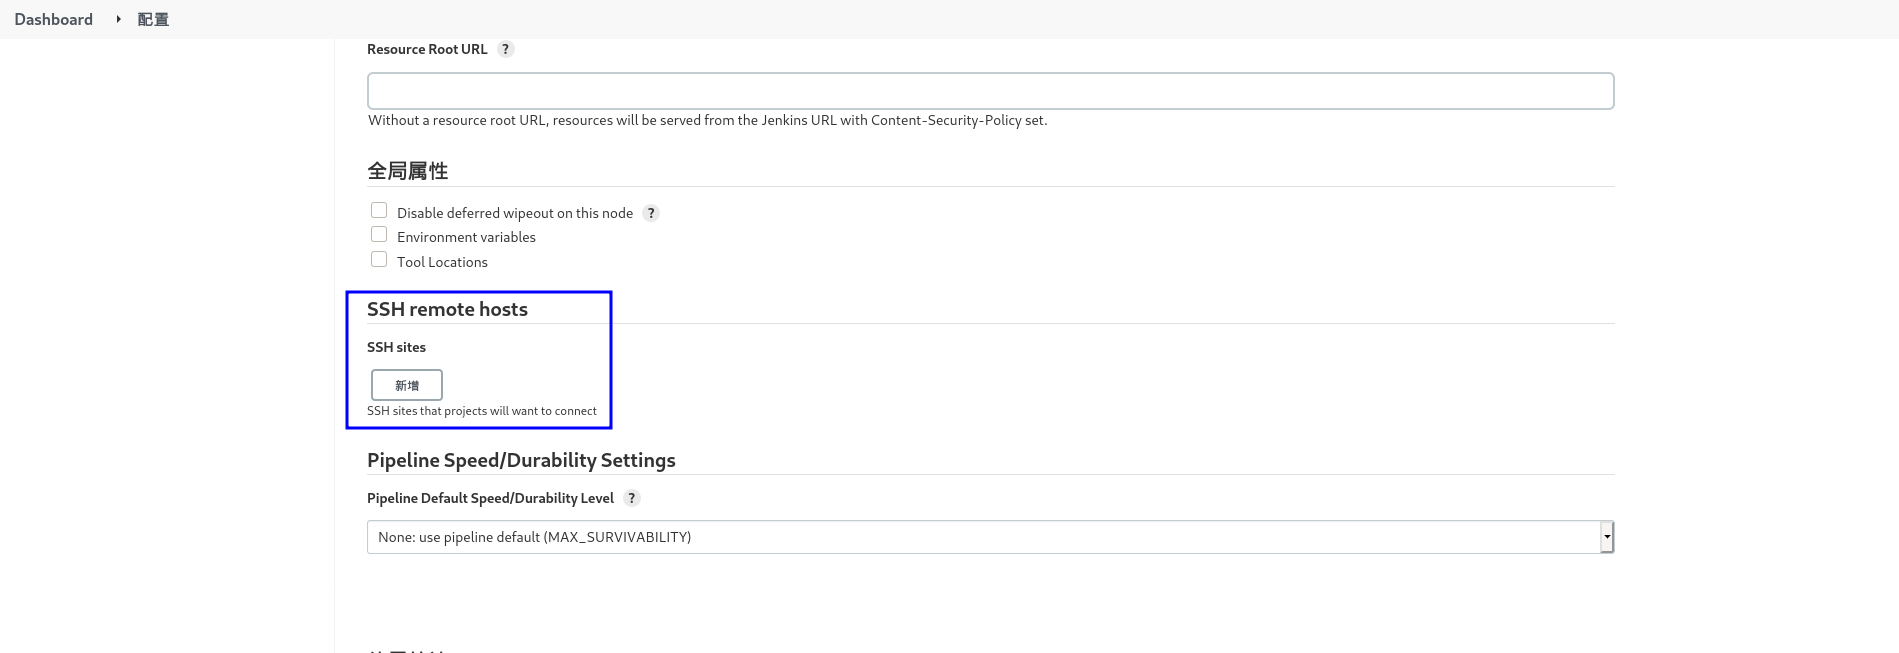 Dashboard 配置
Resource Root URL ?
Without a resource root URL, resources will be served from the Jenkins URL with Content-Security-Policy set.
全局属性
Disable deferred wipeout on this node ?
Environment variables
Tool Locations
SSH remote hosts
SSH sites
新增
SSH sites that projects will want to connect
Pipeline Speed/Durability Settings
Pipeline Default Speed/Durability Level ?
None: use pipeline default (MAX_SURVIVABILITY)